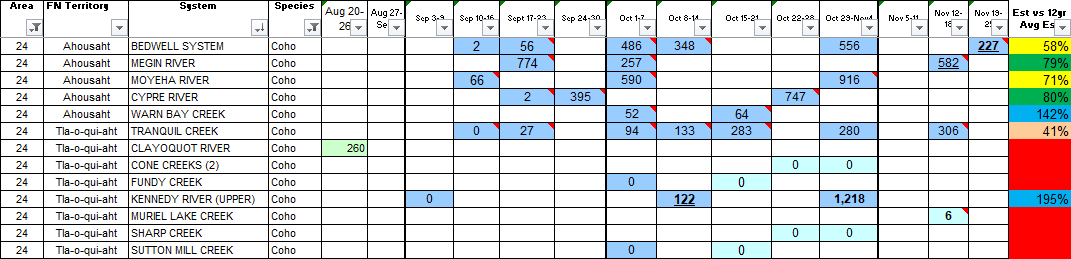 Area FN Territory System Species Aug 20-26 Aug 27- Sep 3-9 Sep 10-16 Sept 17-23 Sept 24-30 Oct 1-7 Oct 8-14 Oct 15-21 Oct 22-28 Oct 29-Nov4 Nov 5-11 Nov 12-18 Nov 19-25 Est vs 12yr Avg Es
24 Ahousaht BEDWELL SYSTEM Coho 2 56 486 348 556 227 58%
24 Ahousaht MEGIN RIVER Coho 774 257 582 79%
24 Ahousaht MOYEHA RIVER Coho 66 590 916 71%
24 Ahousaht CYPRE RIVER Coho 2 395 747 80%
24 Ahousaht WARN BAY CREEK Coho 52 64 142%
24 Tla-o-qui-aht TRANQUIL CREEK Coho 0 27 94 133 283 280 306 41%
24 Tla-o-qui-aht CLAYOQUOT RIVER Coho 260
24 Tla-o-qui-aht CONE CREEKS (2) Coho 0 0
24 Tla-o-qui-aht FUNDY CREEK Coho 0 0
24 Tla-o-qui-aht KENNEDY RIVER (UPPER) Coho 0 122 1,218 195%
24 Tla-o-qui-aht MURIEL LAKE CREEK Coho 6
24 Tla-o-qui-aht SHARP CREEK Coho 0 0
24 Tla-o-qui-aht SUTTON MILL CREEK Coho 0 0